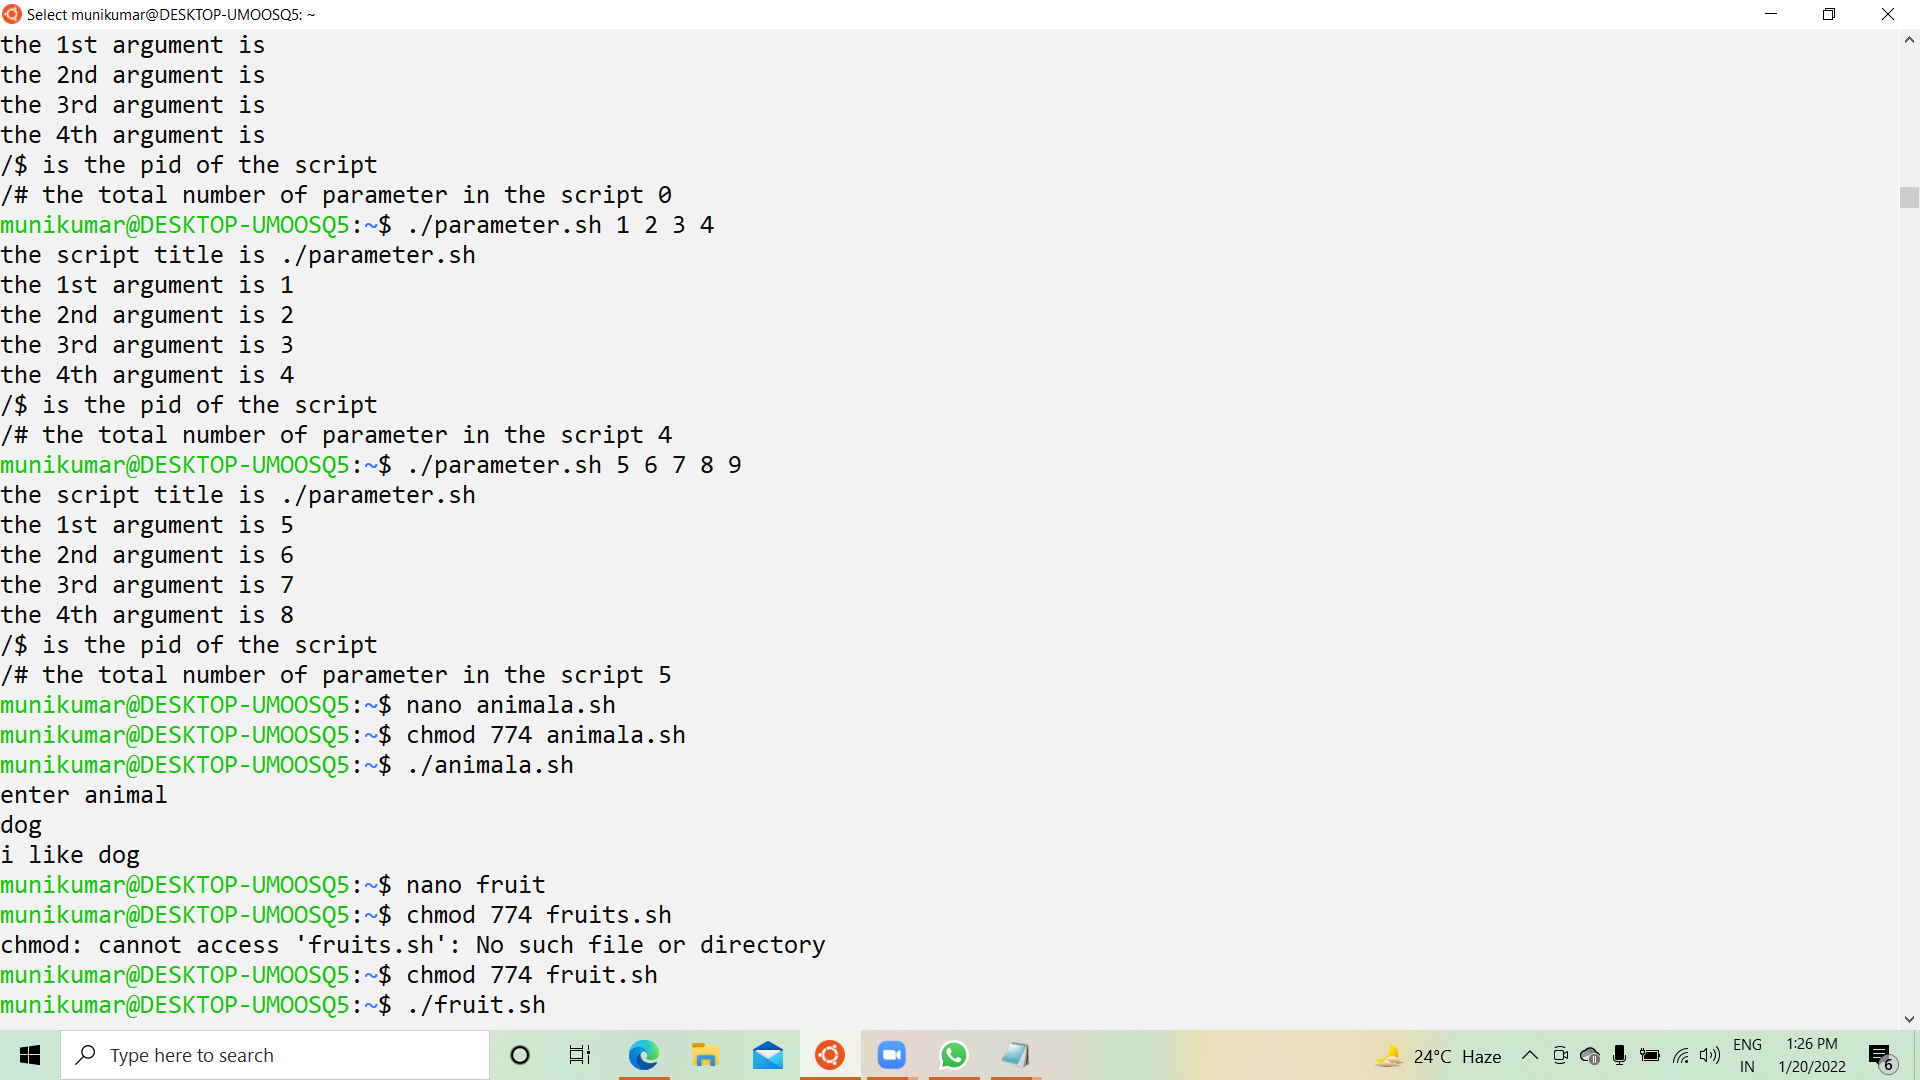 Select munikumar@DESKTOP-UMOOSQ5: ~
the 1st argument is
the 2nd argument is
the 3rd argument is
the 4th argument is
/$ is the pid of the script
/# the total number of parameter in the script 0
munikumar@DESKTOP-UMOOSQ5:~$ ./parameter.sh 1 2 3 4
the script title is ./parameter.sh
the 1st argument is 1
the 2nd argument is 2
the 3rd argument is 3
the 4th argument is 4
/$ is the pid of the script
/# the total number of parameter in the script 4
munikumar@DESKTOP-UMOOSQ5:~$ ./parameter.sh 5 6 7 8 9
the script title is ./parameter.sh
the 1st argument is 5
the 2nd argument is 6
the 3rd argument is 7
the 4th argument is 8
/$ is the pid of the script
/# the total number of parameter in the script 5
munikumar@DESKTOP-UMOOSQ5:~$ nano animala.sh
munikumar@DESKTOP-UMOOSQ5:~$ chmod 774 animala.sh
munikumar@DESKTOP-UMOOSQ5:~$ ./animala.sh
enter animal
dog
i like dog
munikumar@DESKTOP-UMOOSQ5:~$ nano fruit
munikumar@DESKTOP-UMOOSQ5:~$ chmod 774 fruits.sh
chmod: cannot access 'fruits.sh': No such file or directory
munikumar@DESKTOP-UMOOSQ5:~$ chmod 774 fruit.sh
munikumar@DESKTOP-UMOOSQ5:~$ ./fruit.sh
Type here to search
24°C Haze
ENG
IN
1:26 PM
1/20/2022
6